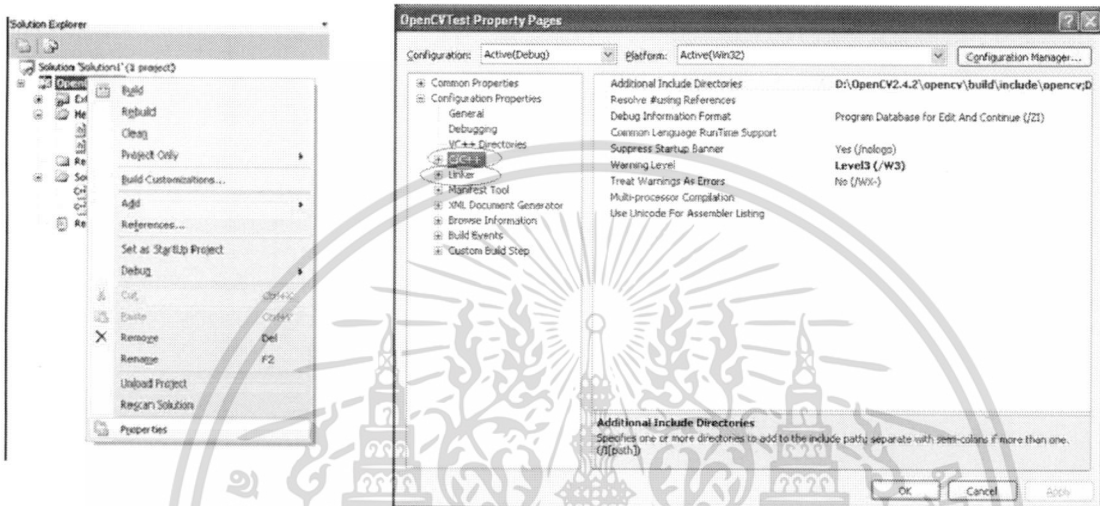 Solution Explorer
Solution 'Solution1' (1 project)
Build
Rebuild
Clean
Project Only
Build Customizations...
Add
References...
Set as StartUp Project
Debug
Cut Ctrl+X
Paste Ctrl+V
Remove Del
Rename F2
Unload Project
Rescan Solution
Properties
OpenCVTest Property Pages
Configuration: Active(Debug) Platform: Active(Win32) Configuration Manager...
Common Properties
Configuration Properties
General
Debugging
VC++ Directories
C/C++
Linker
Manifest Tool
XML Document Generator
Browse Information
Build Events
Custom Build Step
Additional Include Directories D:\OpenCV2.4.2\opencv\build\include\opencv;D
Resolve #using References
Debug Information Format Program Database for Edit And Continue (/ZI)
Common Language RunTime Support
Suppress Startup Banner Yes (/nologo)
Warning Level Level3 (/W3)
Treat Warnings As Errors No (/WX-)
Multi-processor Compilation
Use Unicode For Assembler Listing
Additional Include Directories
Specifies one or more directories to add to the include path; separate with semi-colons if more than one.
(/I[path])
OK Cancel Apply